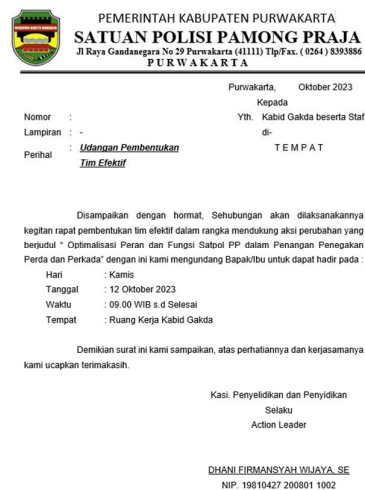 PEMERINTAH KABUPATEN PURWAKARTA
SATUAN POLISI PAMONG PRAJA
Jl Raya Gandanegara No 29 Purwakarta (41111) Tlp/Fax. ( 0264 ) 8393886
P U R W A K A R T A
Purwakarta, Oktober 2023
Kepada
Nomor : Yth. Kabid Gakda beserta Staf
Lampiran : - di-
Perihal : Udangan Pembentukan T E M P A T
Tim Efektif
Disampaikan dengan hormat, Sehubungan akan dilaksanakannya
kegitan rapat pembentukan tim efektif dalam rangka mendukung aksi perubahan yang
berjudul “ Optimalisasi Peran dan Fungsi Satpol PP dalam Penangan Penegakan
Perda dan Perkada” dengan ini kami mengundang Bapak/Ibu untuk dapat hadir pada :
Hari : Kamis
Tanggal : 12 Oktober 2023
Waktu : 09.00 WIB s.d Selesai
Tempat : Ruang Kerja Kabid Gakda
Demikian surat ini kami sampaikan, atas perhatiannya dan kerjasamanya
kami ucapkan terimakasih.
Kasi. Penyelidikan dan Penyidikan
Selaku
Action Leader
DHANI FIRMANSYAH WIJAYA, SE
NIP. 19810427 200801 1002